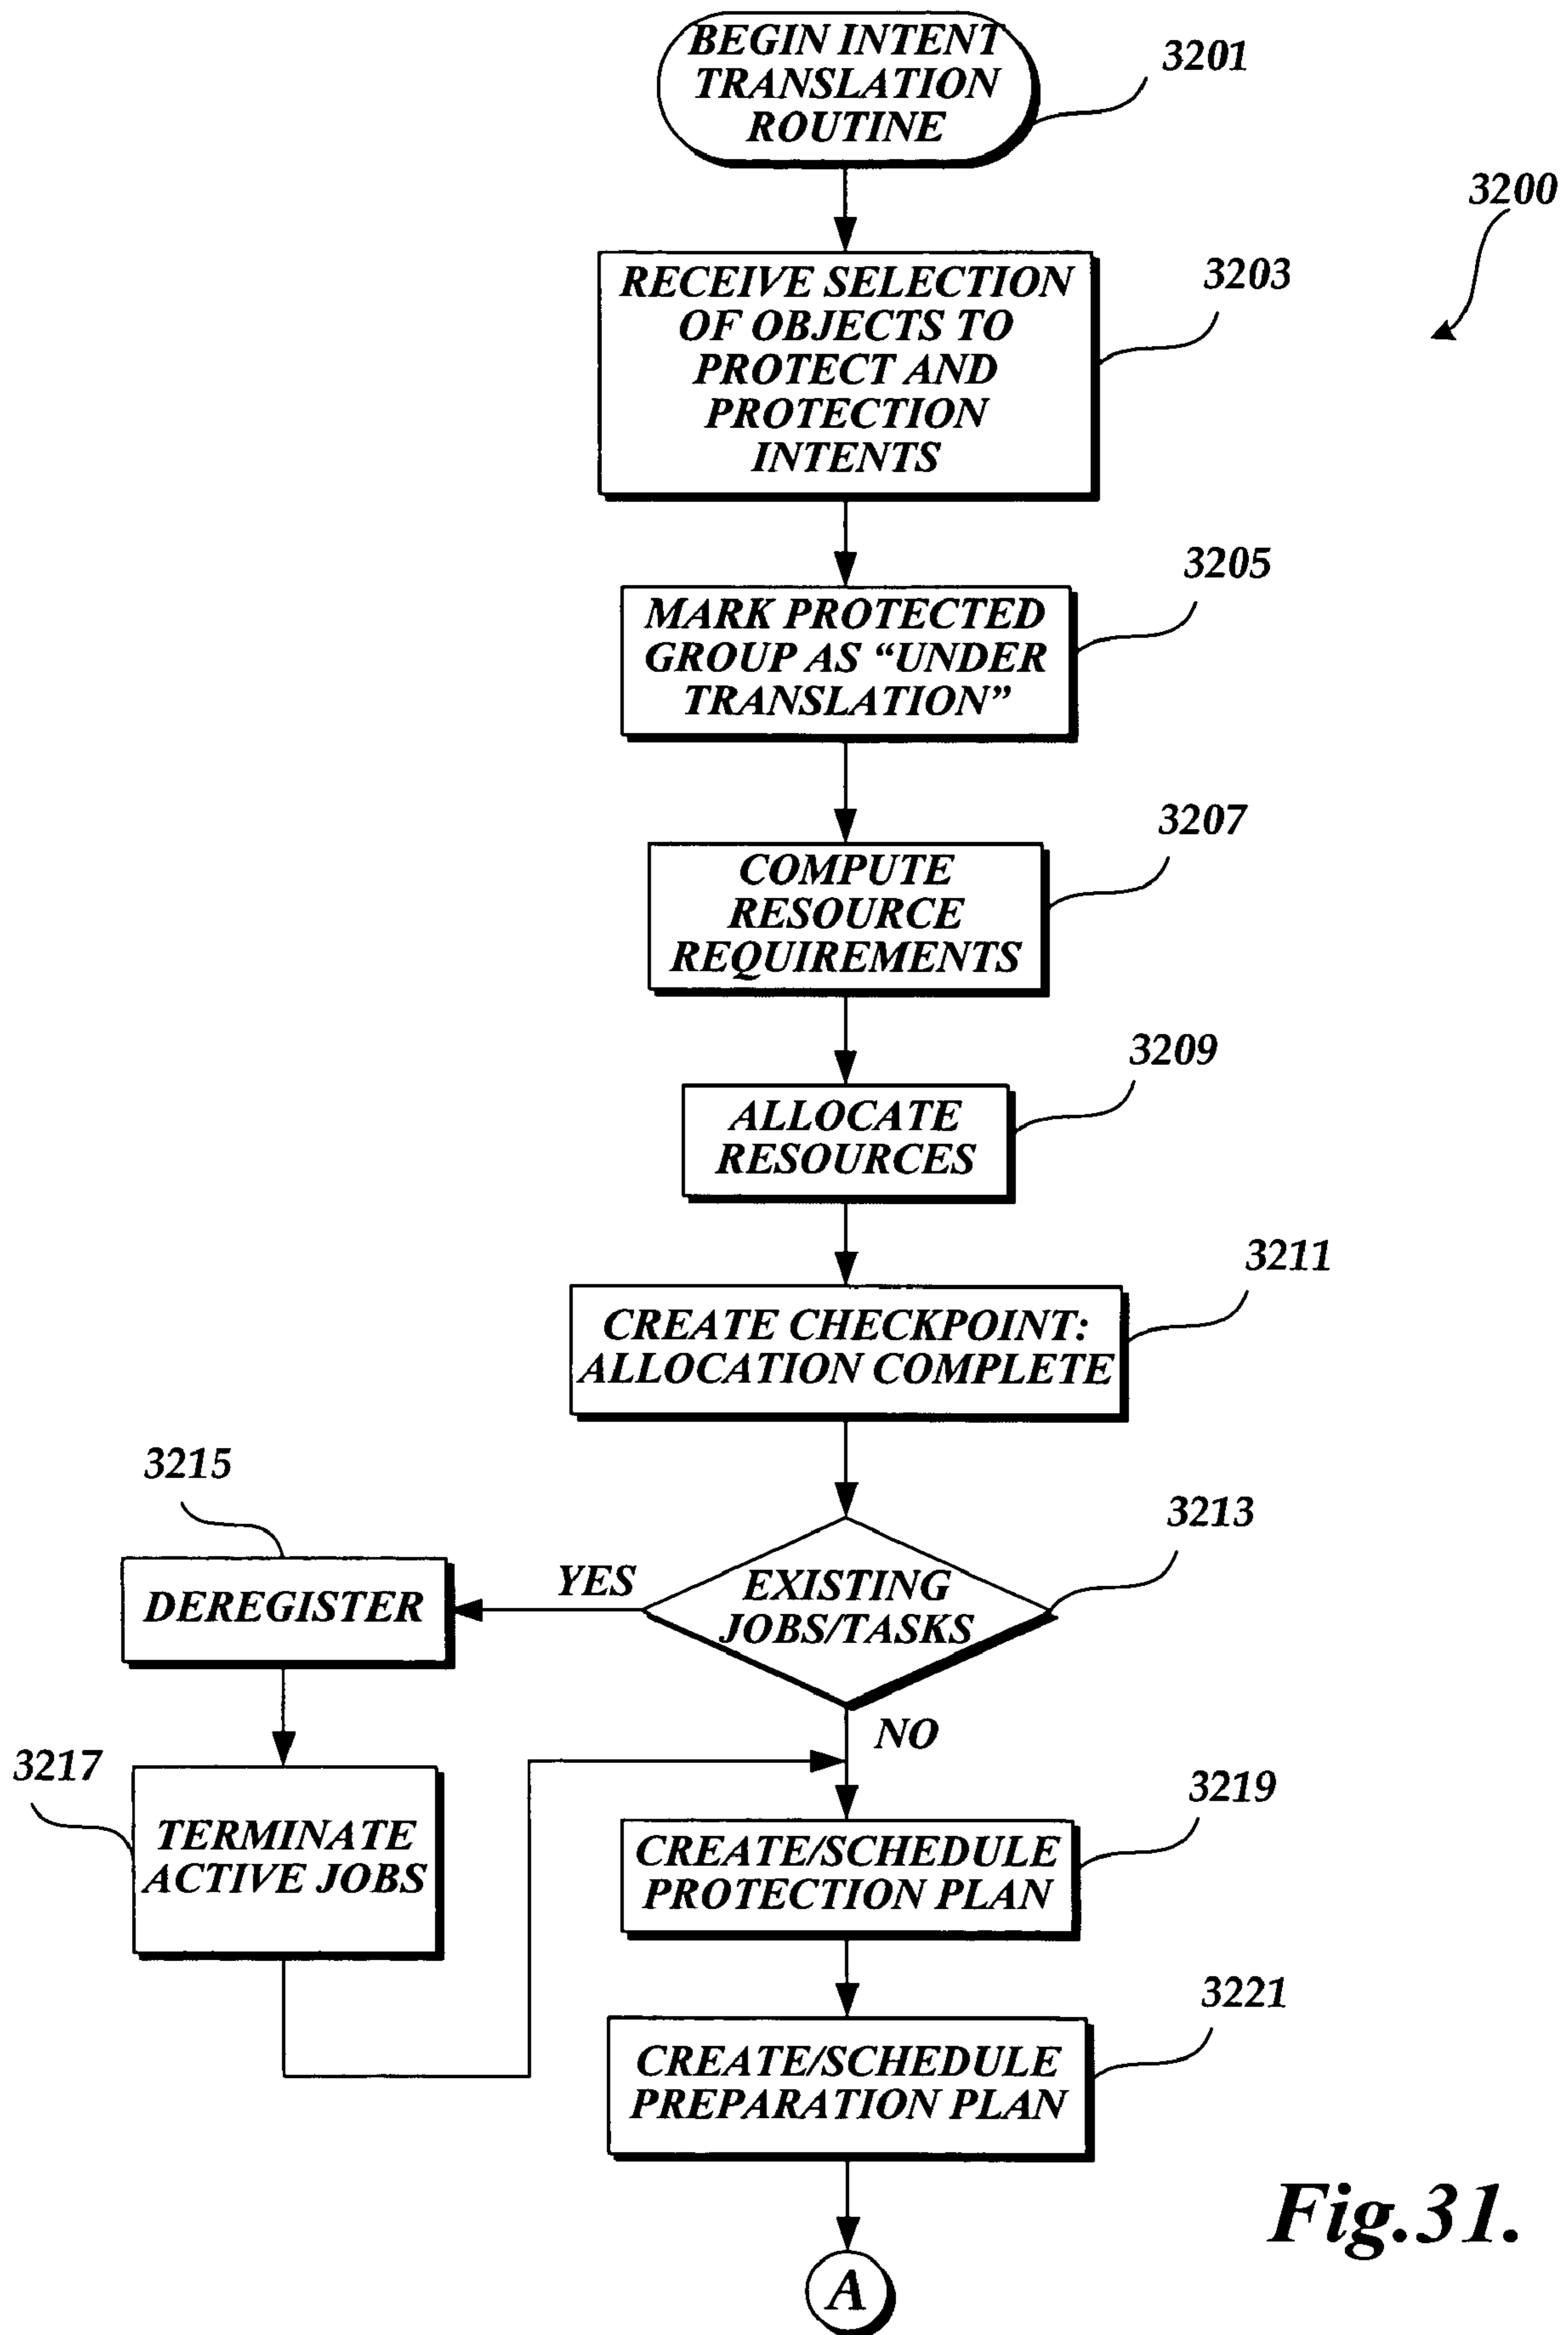 BEGIN INTENT
TRANSLATION
ROUTINE
3201
3200
RECEIVE SELECTION
OF OBJECTS TO
PROTECT AND
PROTECTION
INTENTS
3203
MARK PROTECTED
GROUP AS “UNDER
TRANSLATION”
3205
COMPUTE
RESOURCE
REQUIREMENTS
3207
ALLOCATE
RESOURCES
3209
CREATE CHECKPOINT:
ALLOCATION COMPLETE
3211
EXISTING
JOBS/TASKS
3213
YES
3215
DEREGISTER
NO
3217
TERMINATE
ACTIVE JOBS
CREATE/SCHEDULE
PROTECTION PLAN
3219
CREATE/SCHEDULE
PREPARATION PLAN
3221
A
Fig.31.